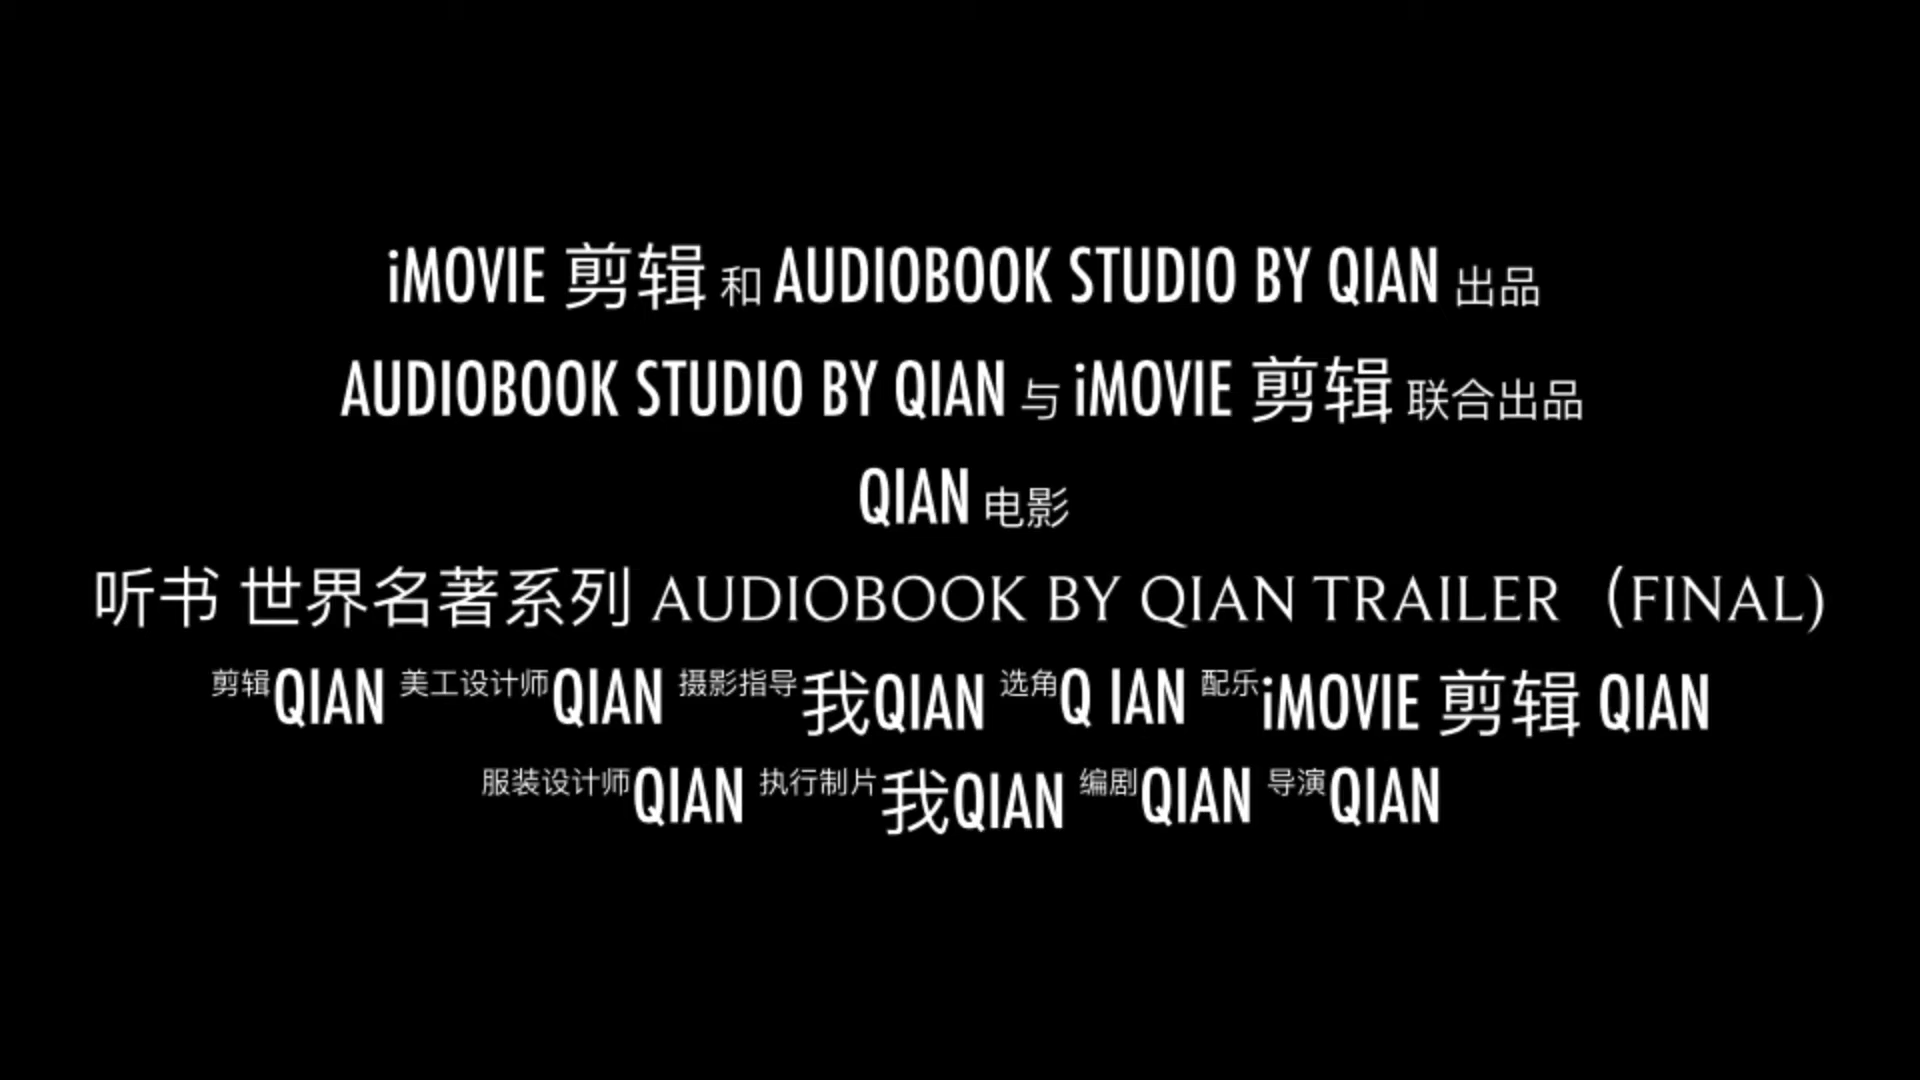 iMOVIE 剪辑 和 AUDIOBOOK STUDIO BY QIAN 出品
AUDIOBOOK STUDIO BY QIAN 与 iMOVIE 剪辑 联合出品
QIAN 电影
听书 世界名著系列 AUDIOBOOK BY QIAN TRAILER（FINAL)
剪辑QIAN 美工设计师QIAN 摄影指导我QIAN 选角Q IAN 配乐iMOVIE 剪辑 QIAN
服装设计师QIAN 执行制片我QIAN 编剧QIAN 导演QIAN